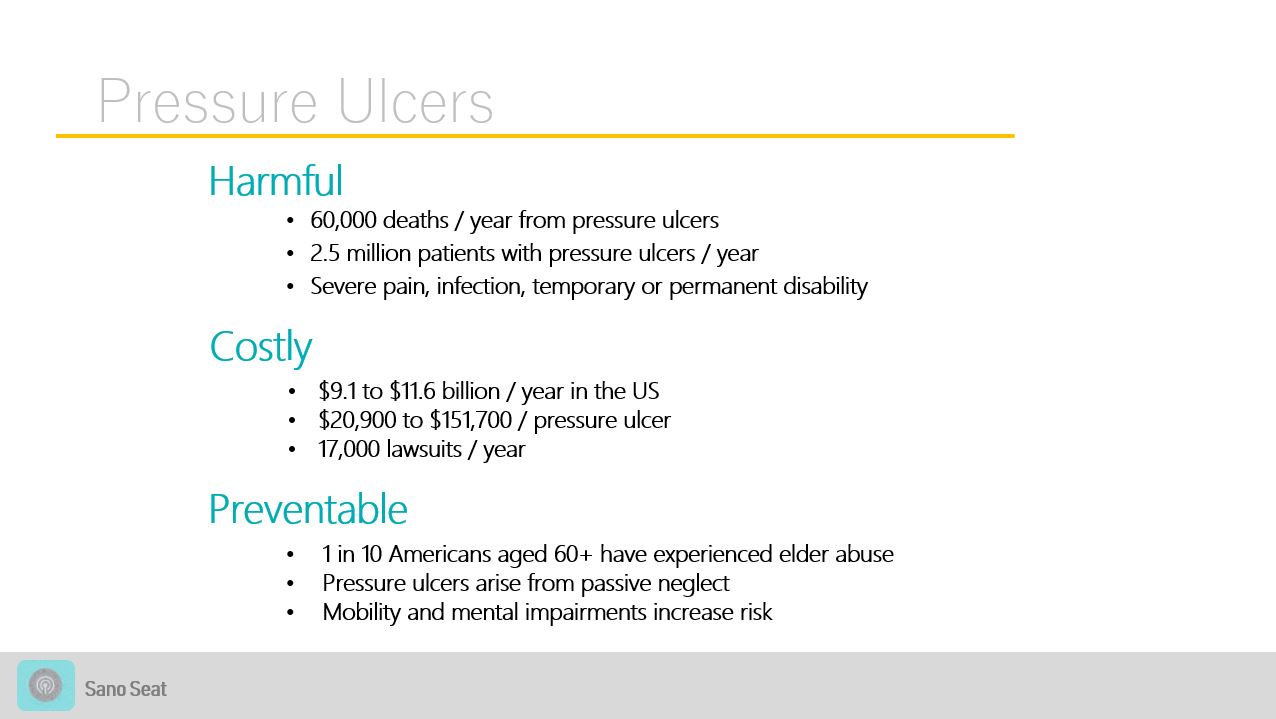 Pressure Ulcers
Harmful
• 60,000 deaths / year from pressure ulcers
• 2.5 million patients with pressure ulcers / year
• Severe pain, infection, temporary or permanent disability
Costly
• $9.1 to $11.6 billion / year in the US
• $20,900 to $151,700 / pressure ulcer
• 17,000 lawsuits / year
Preventable
• 1 in 10 Americans aged 60+ have experienced elder abuse
• Pressure ulcers arise from passive neglect
• Mobility and mental impairments increase risk
Sano Seat